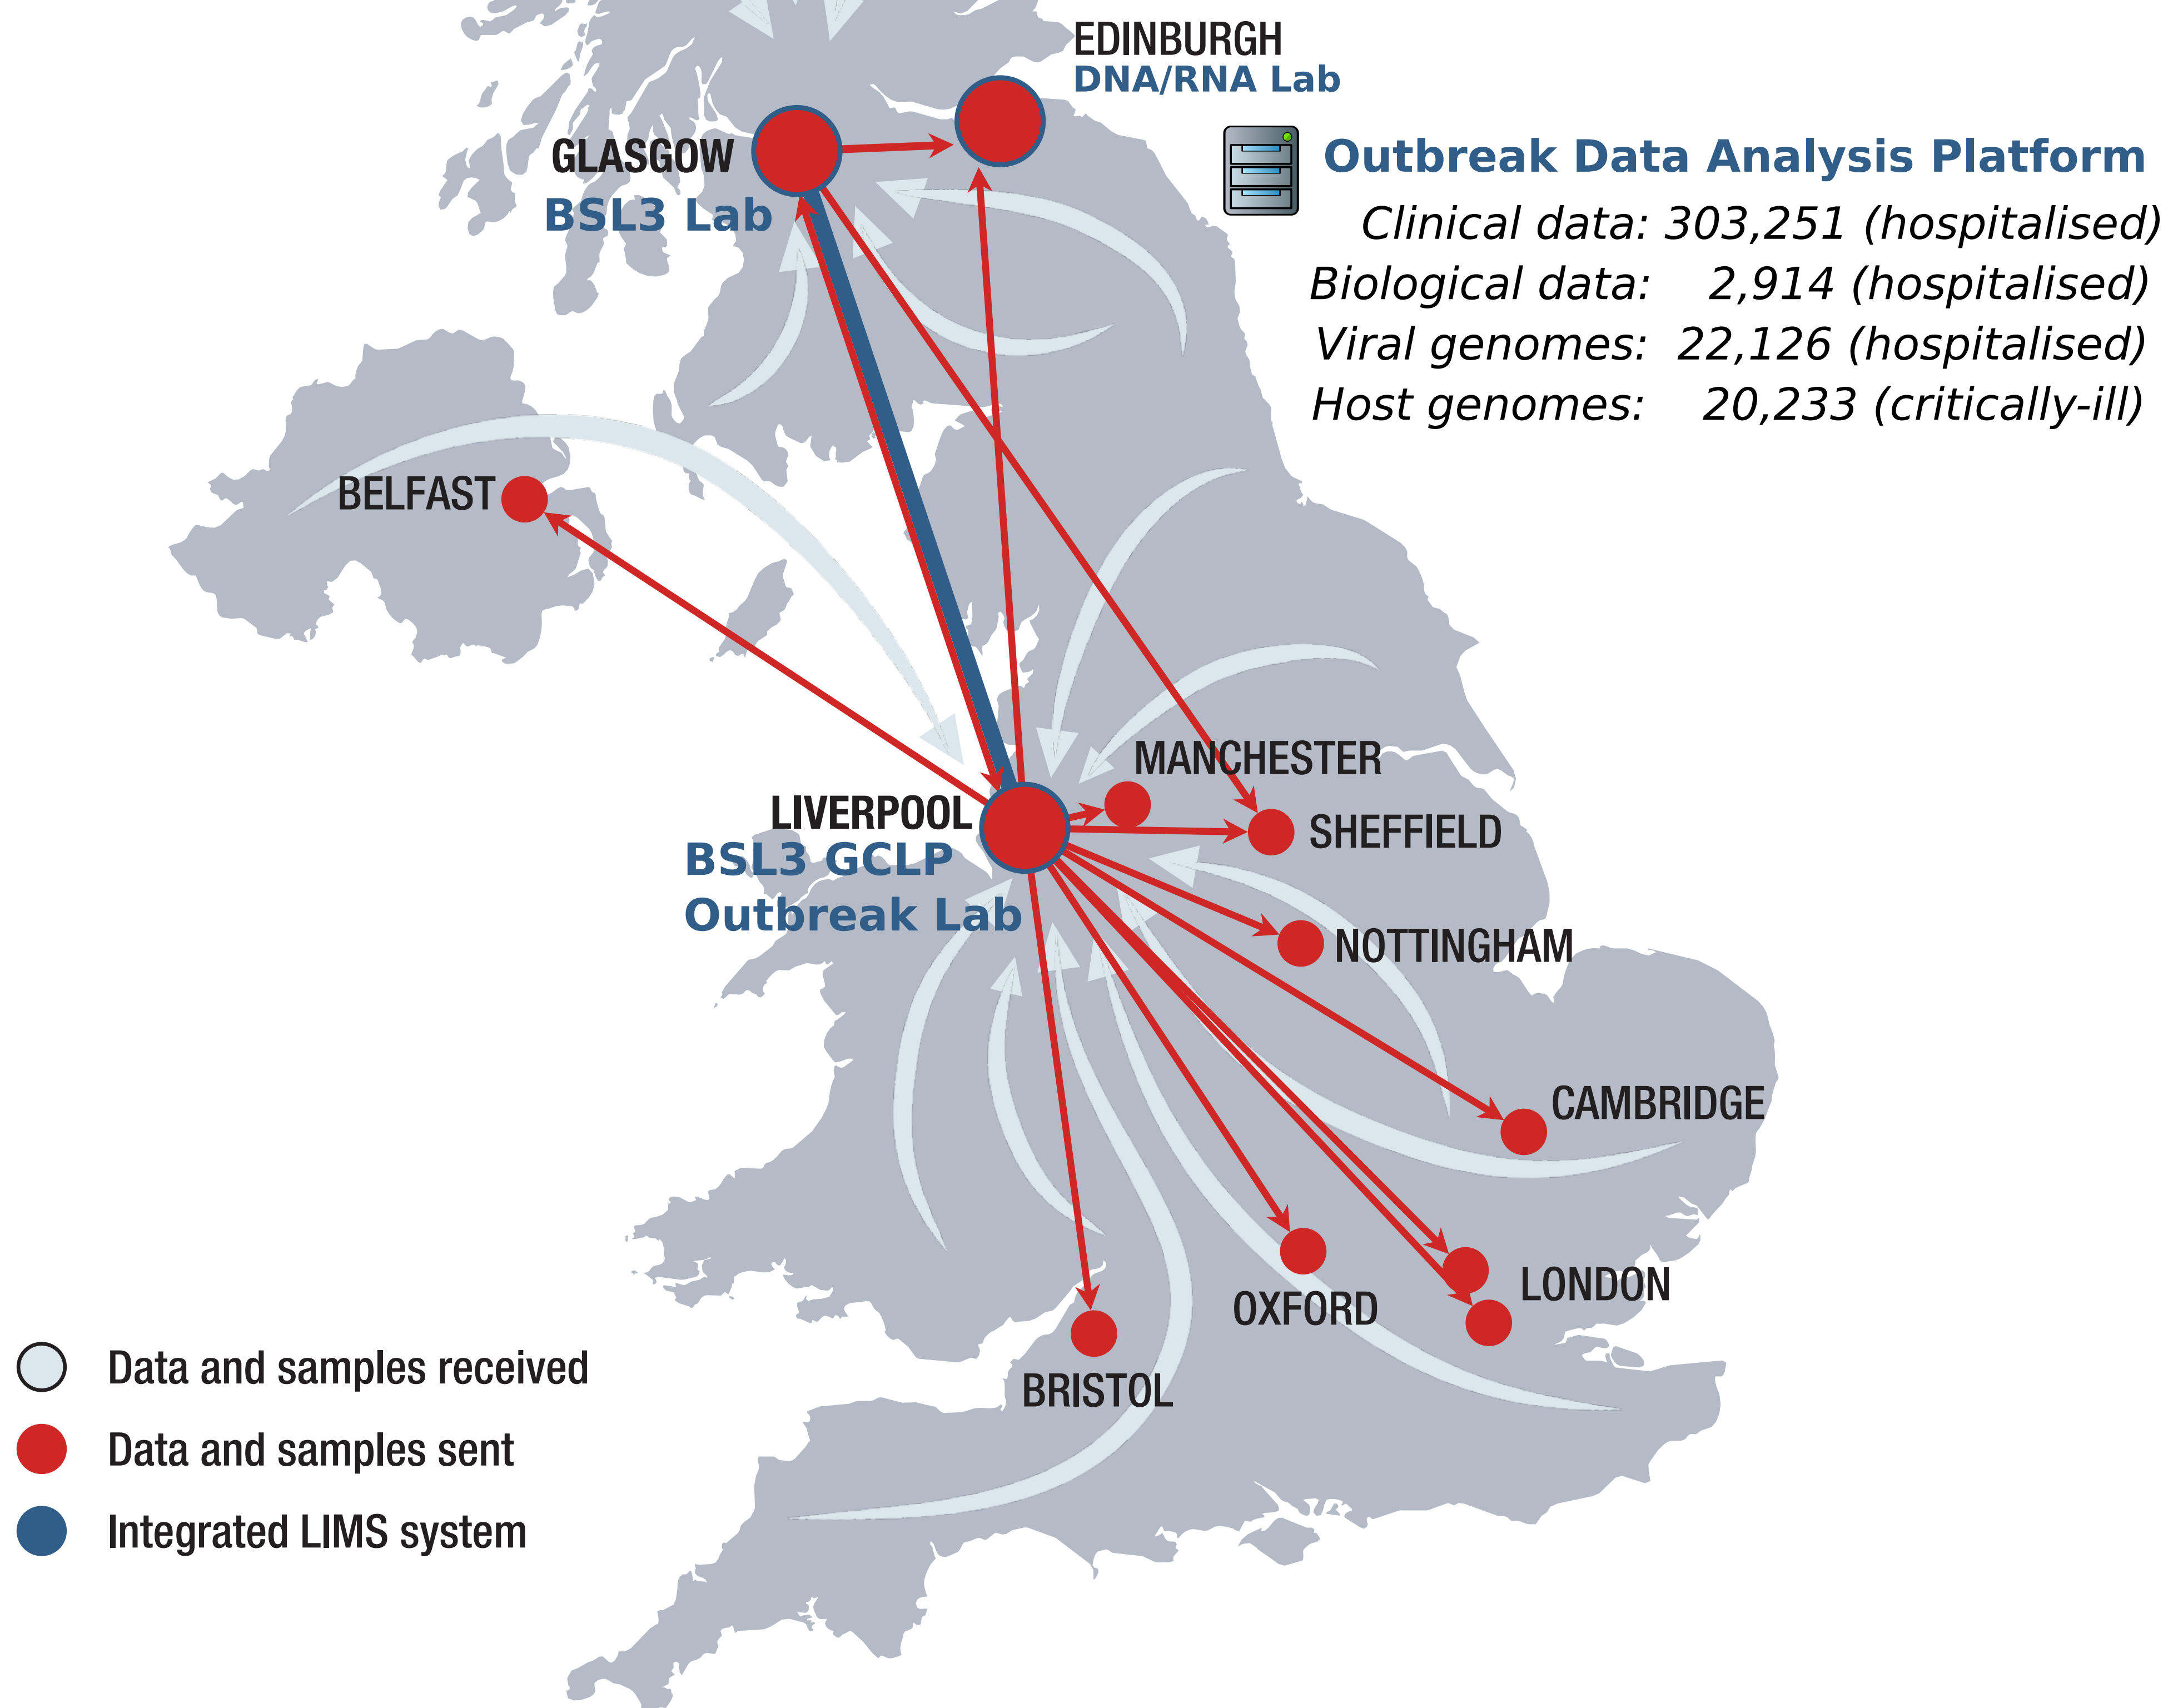 EDINBURGH
DNA/RNA Lab
GLASGOW
BSL3 Lab
Outbreak Data Analysis Platform
Clinical data: 303,251 (hospitalised)
Biological data: 2,914 (hospitalised)
Viral genomes: 22,126 (hospitalised)
Host genomes: 20,233 (critically-ill)
BELFAST
MANCHESTER
LIVERPOOL
BSL3 GCLP
Outbreak Lab
SHEFFIELD
NOTTINGHAM
CAMBRIDGE
LONDON
OXFORD
BRISTOL
Data and samples received
Data and samples sent
Integrated LIMS system